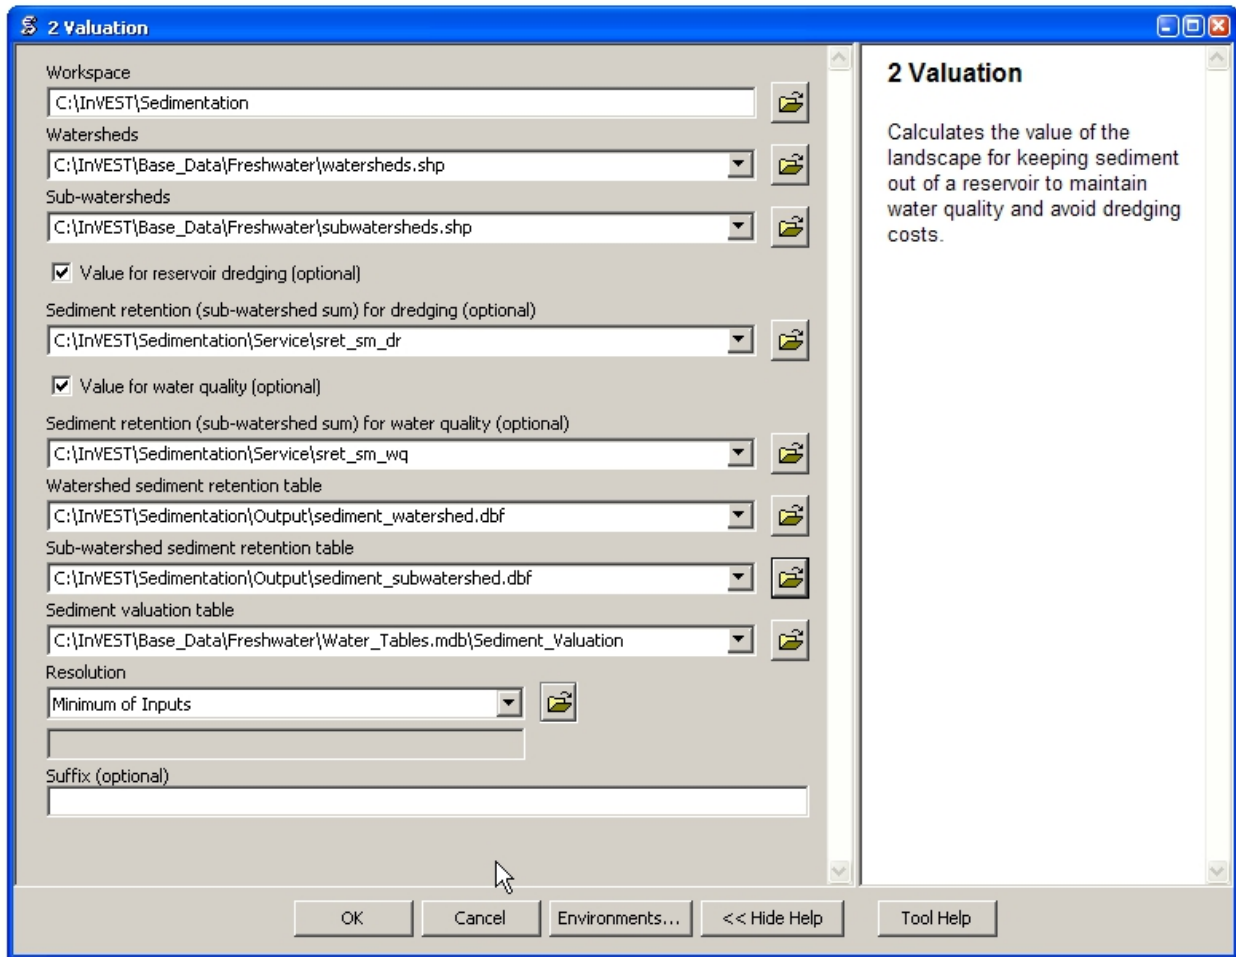 2 Valuation
Workspace
C:\InVEST\Sedimentation
Watersheds
C:\InVEST\Base_Data\Freshwater\watersheds.shp
Sub-watersheds
C:\InVEST\Base_Data\Freshwater\subwatersheds.shp
Value for reservoir dredging (optional)
Sediment retention (sub-watershed sum) for dredging (optional)
C:\InVEST\Sedimentation\Service\sret_sm_dr
Value for water quality (optional)
Sediment retention (sub-watershed sum) for water quality (optional)
C:\InVEST\Sedimentation\Service\sret_sm_wq
Watershed sediment retention table
C:\InVEST\Sedimentation\Output\sediment_watershed.dbf
Sub-watershed sediment retention table
C:\InVEST\Sedimentation\Output\sediment_subwatershed.dbf
Sediment valuation table
C:\InVEST\Base_Data\Freshwater\Water_Tables.mdb\Sediment_Valuation
Resolution
Minimum of Inputs
Suffix (optional)
2 Valuation
Calculates the value of the
landscape for keeping sediment
out of a reservoir to maintain
water quality and avoid dredging
costs.
OK
Cancel
Environments...
<< Hide Help
Tool Help